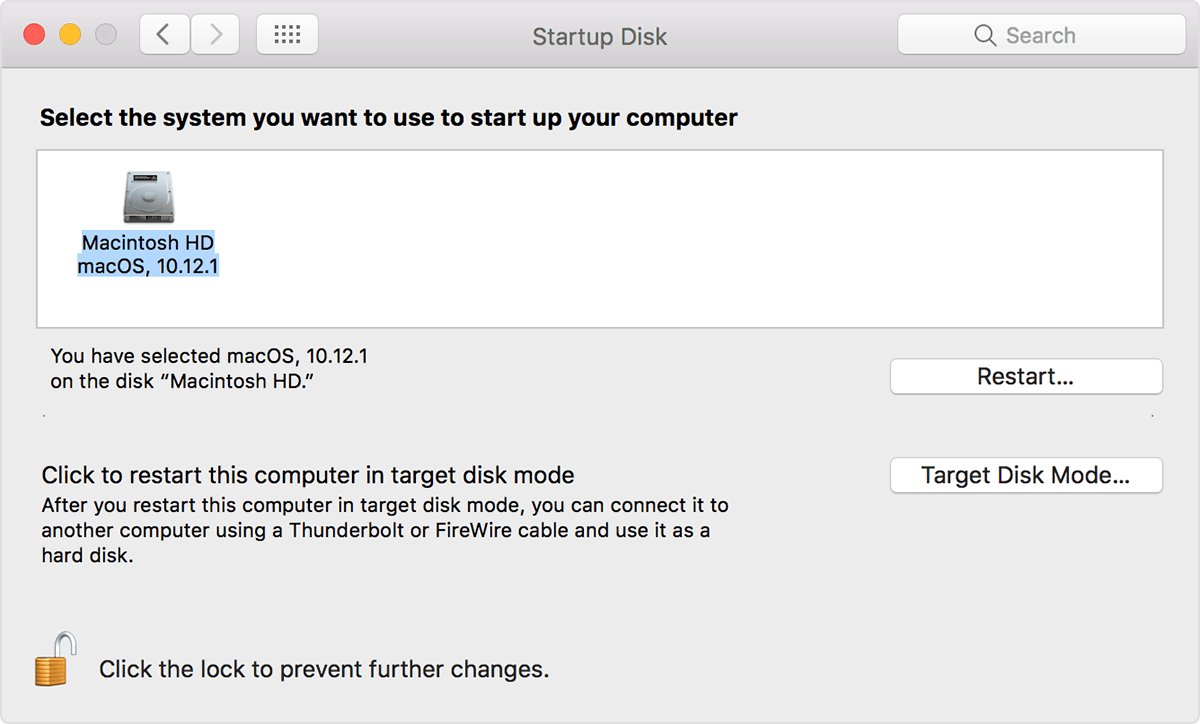 Startup Disk
Search
Select the system you want to use to start up your computer
Macintosh HD
macOS, 10.12.1
You have selected macOS, 10.12.1
on the disk “Macintosh HD.”
Restart...
Click to restart this computer in target disk mode
Target Disk Mode...
After you restart this computer in target disk mode, you can connect it to
another computer using a Thunderbolt or FireWire cable and use it as a
hard disk.
Click the lock to prevent further changes.